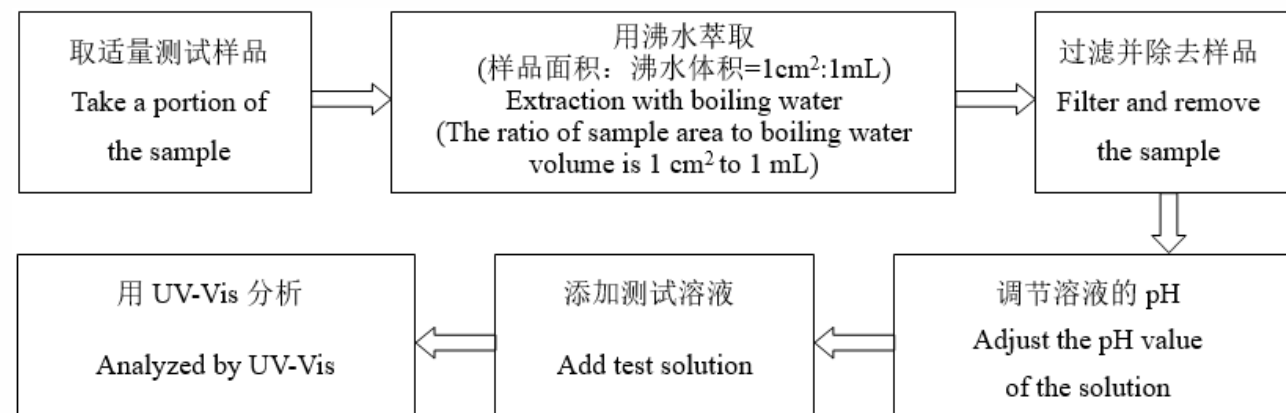 取适量测试样品
Take a portion of
the sample
用沸水萃取
(样品面积：沸水体积=1cm²:1mL)
Extraction with boiling water
(The ratio of sample area to boiling water
volume is 1 cm² to 1 mL)
过滤并除去样品
Filter and remove
the sample
调节溶液的 pH
Adjust the pH value
of the solution
添加测试溶液
Add test solution
用 UV-Vis 分析
Analyzed by UV-Vis